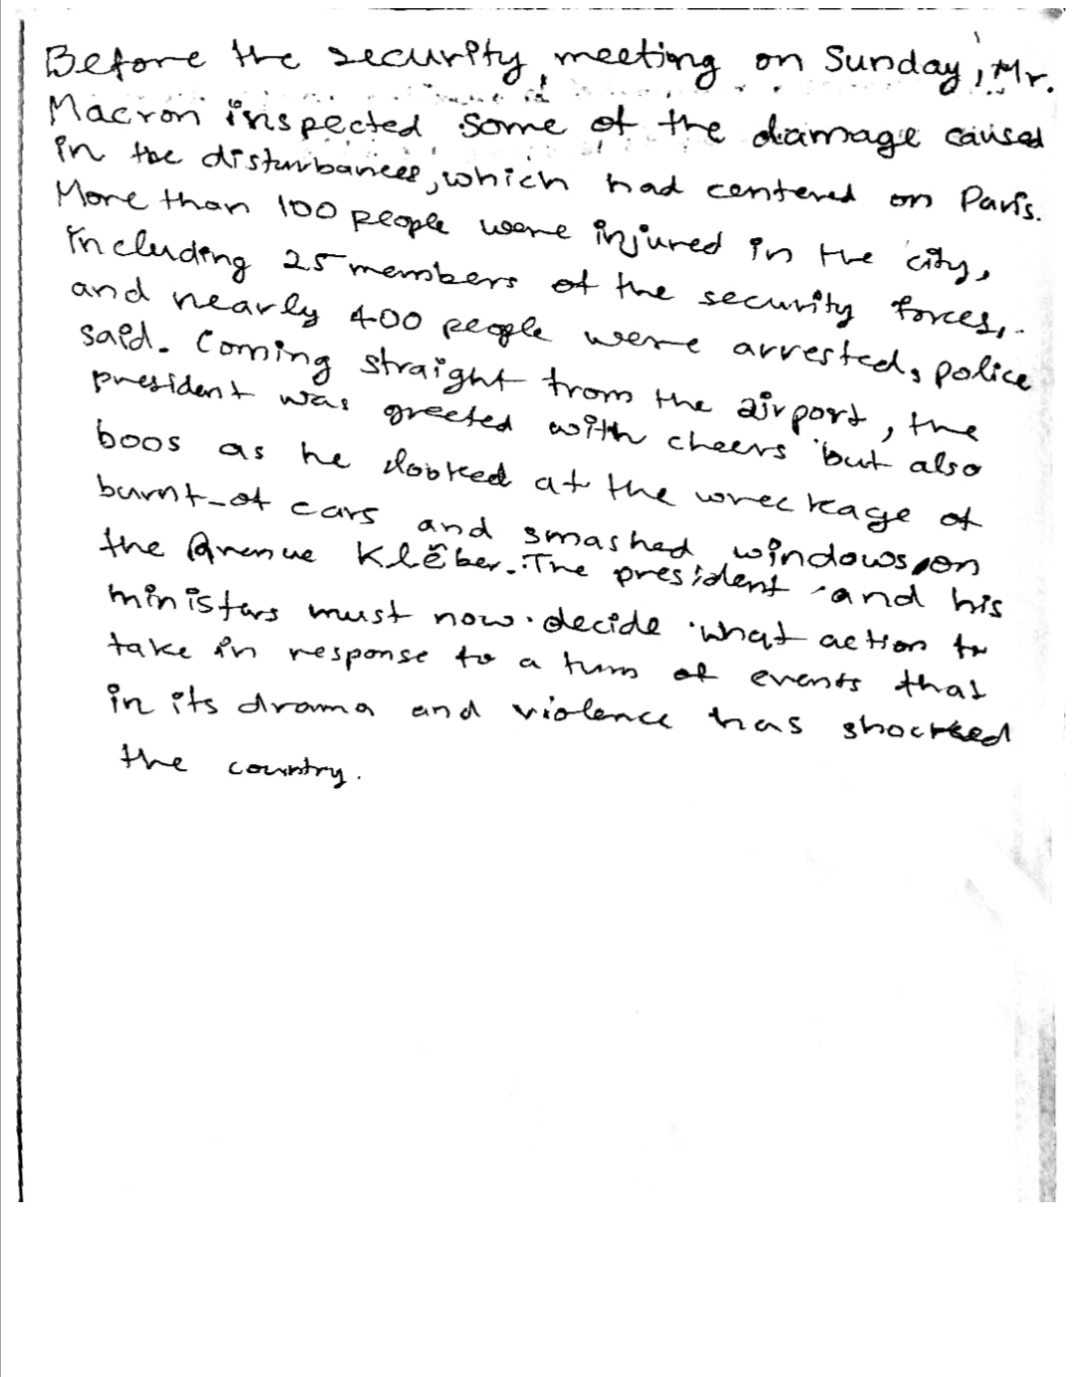 Before the security meeting on Sunday, Mr.
Macron inspected some of the damage caused
in the disturbances, which had centered on Paris.
More than 100 people were injured in the city,
including 25 members of the security forces,
and nearly 400 people were arrested, police
said. Coming straight from the airport, the
president was greeted with cheers but also
boos as he looked at the wreckage of
burnt-of cars and smashed windows on
the Avenue Klěber. The president and his
ministers must now decide what action to
take in response to a turn of events that
in its drama and violence has shocked
the country.